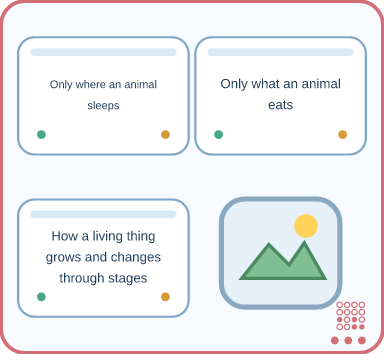 Only where an animal
sleeps
Only what an animal
eats
How a living thing
grows and changes
through stages